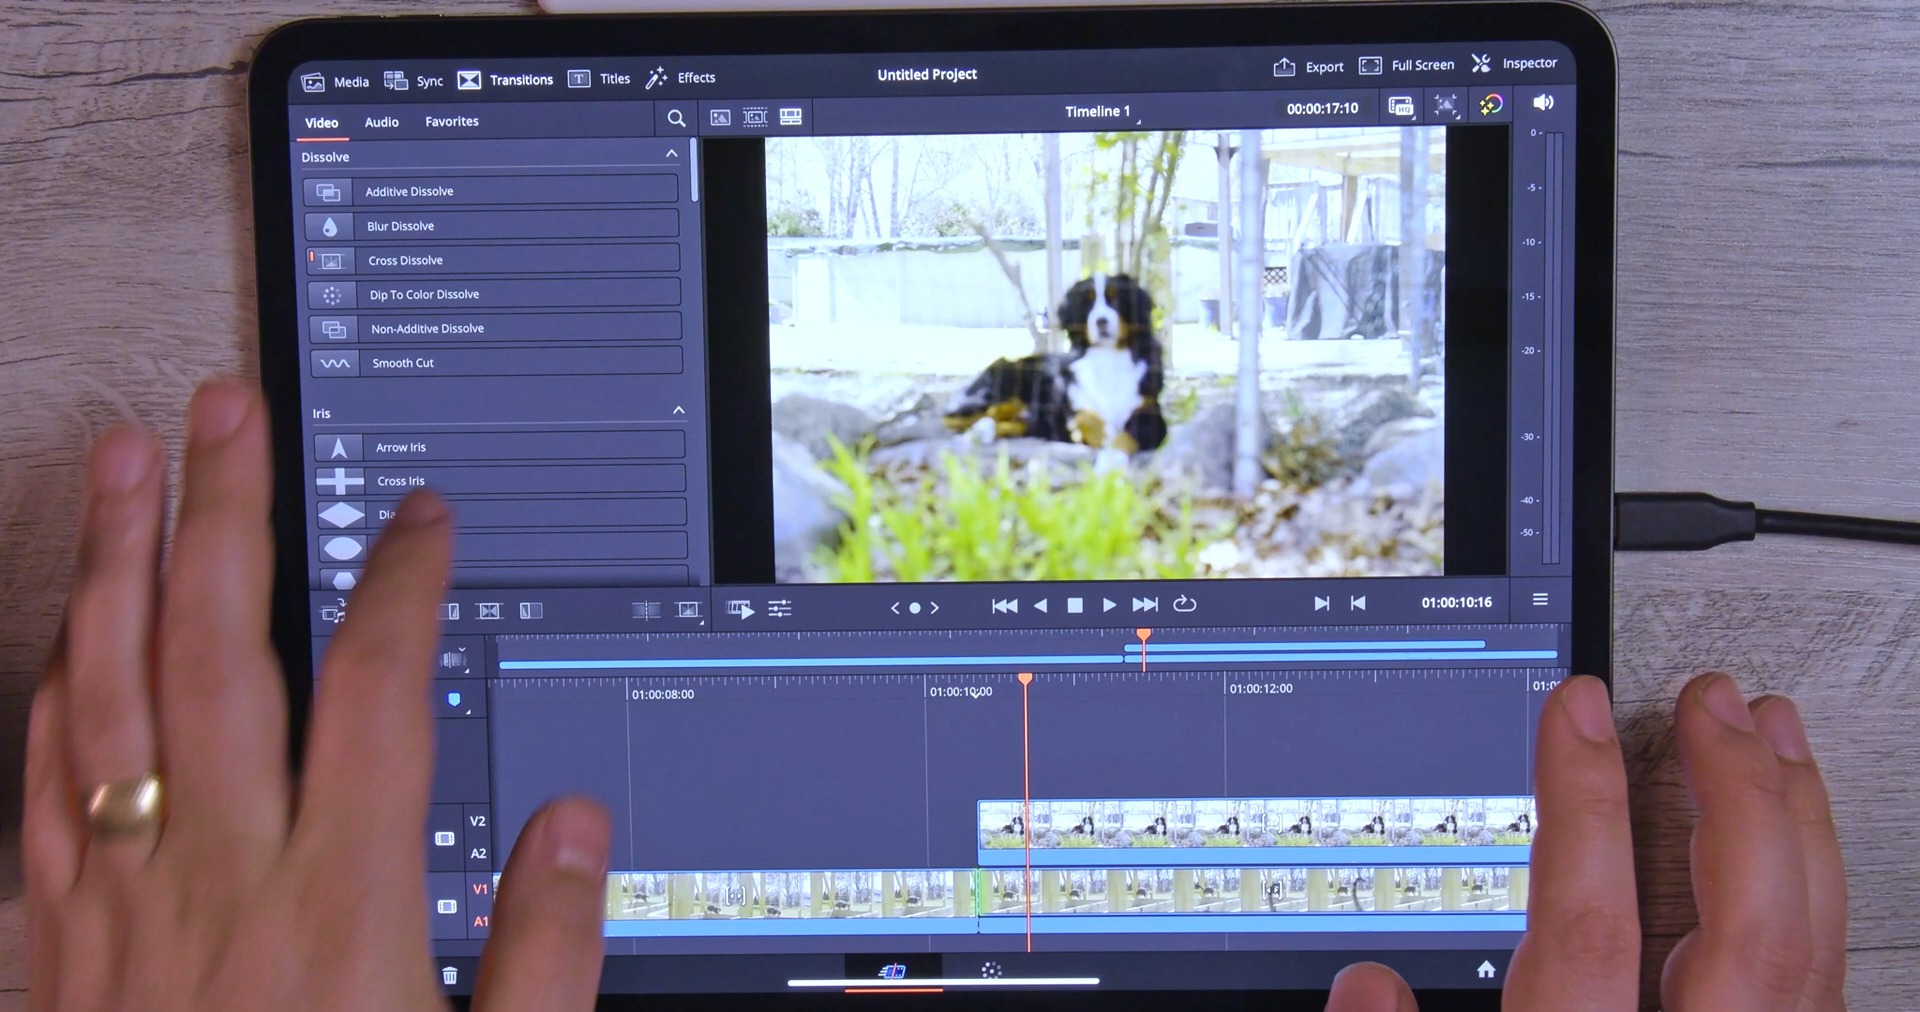 Media Sync Transitions Titles Effects Untitled Project Export Full Screen Inspector
Video Audio Favorites Timeline 1 00:00:17:10
Dissolve
Additive Dissolve
Blur Dissolve
Cross Dissolve
Dip To Color Dissolve
Non-Additive Dissolve
Smooth Cut
Iris
Arrow Iris
Cross Iris
0 -
-5 -
-10 -
-15 -
-20 -
-30 -
-40 -
-50 -
01:00:10:16
01:00:08:00 01:00:10:00 01:00:12:00
V2
A2
V1
A1